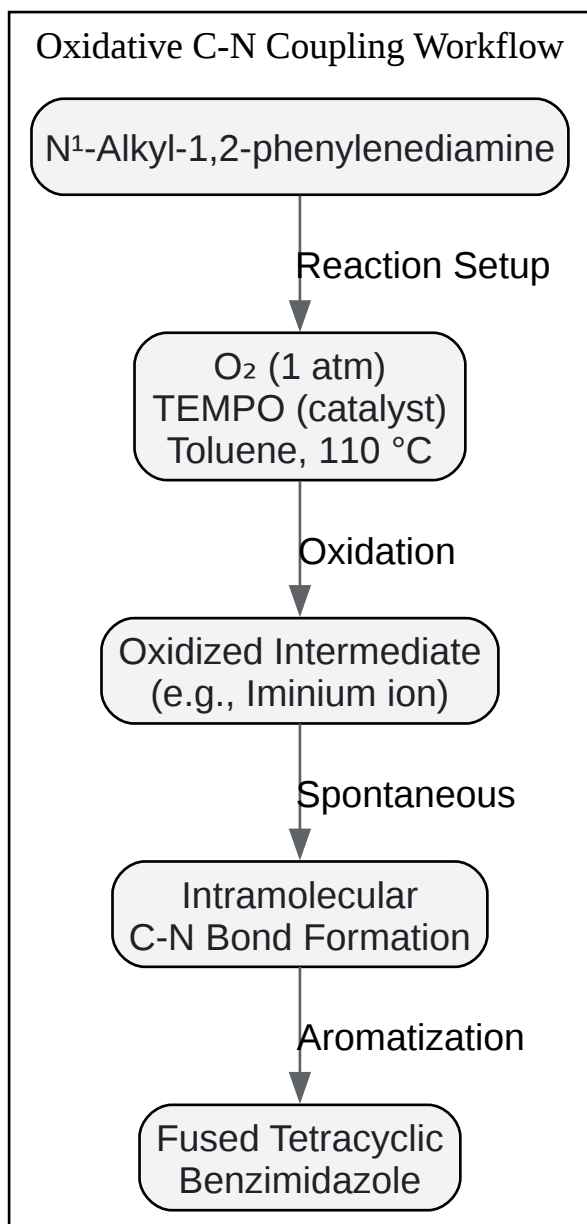 Oxidative C-N Coupling Workflow
N¹-Alkyl-1,2-phenylenediamine
Reaction Setup
O₂ (1 atm)
TEMPO (catalyst)
Toluene, 110 °C
Oxidation
Oxidized Intermediate
(e.g., Iminium ion)
Spontaneous
Intramolecular
C-N Bond Formation
Aromatization
Fused Tetracyclic
Benzimidazole